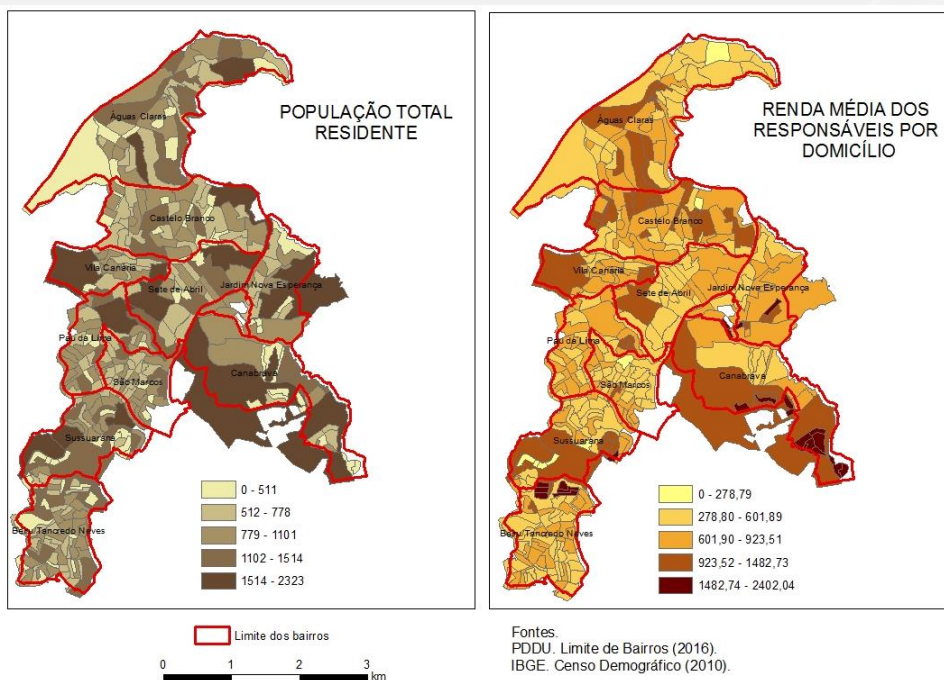 POPULAÇÃO TOTAL
RESIDENTE
Águas Claras
Castelo Branco
Vila Canária
Sete de Abril
Jardim Nova Esperança
Pau da Lima
São Marcos
Canabrava
Sussuarana
Beiru/Tancredo Neves
0 - 511
512 - 778
779 - 1101
1102 - 1514
1514 - 2323
RENDA MÉDIA DOS
RESPONSÁVEIS POR
DOMICÍLIO
Águas Claras
Castelo Branco
Vila Canária
Sete de Abril
Jardim Nova Esperança
Pau da Lima
São Marcos
Canabrava
Sussuarana
Beiru/Tancredo Neves
0 - 278,79
278,80 - 601,89
601,90 - 923,51
923,52 - 1482,73
1482,74 - 2402,04
Limite dos bairros
0 1 2 3
km
Fontes.
PDDU. Limite de Bairros (2016).
IBGE. Censo Demográfico (2010).